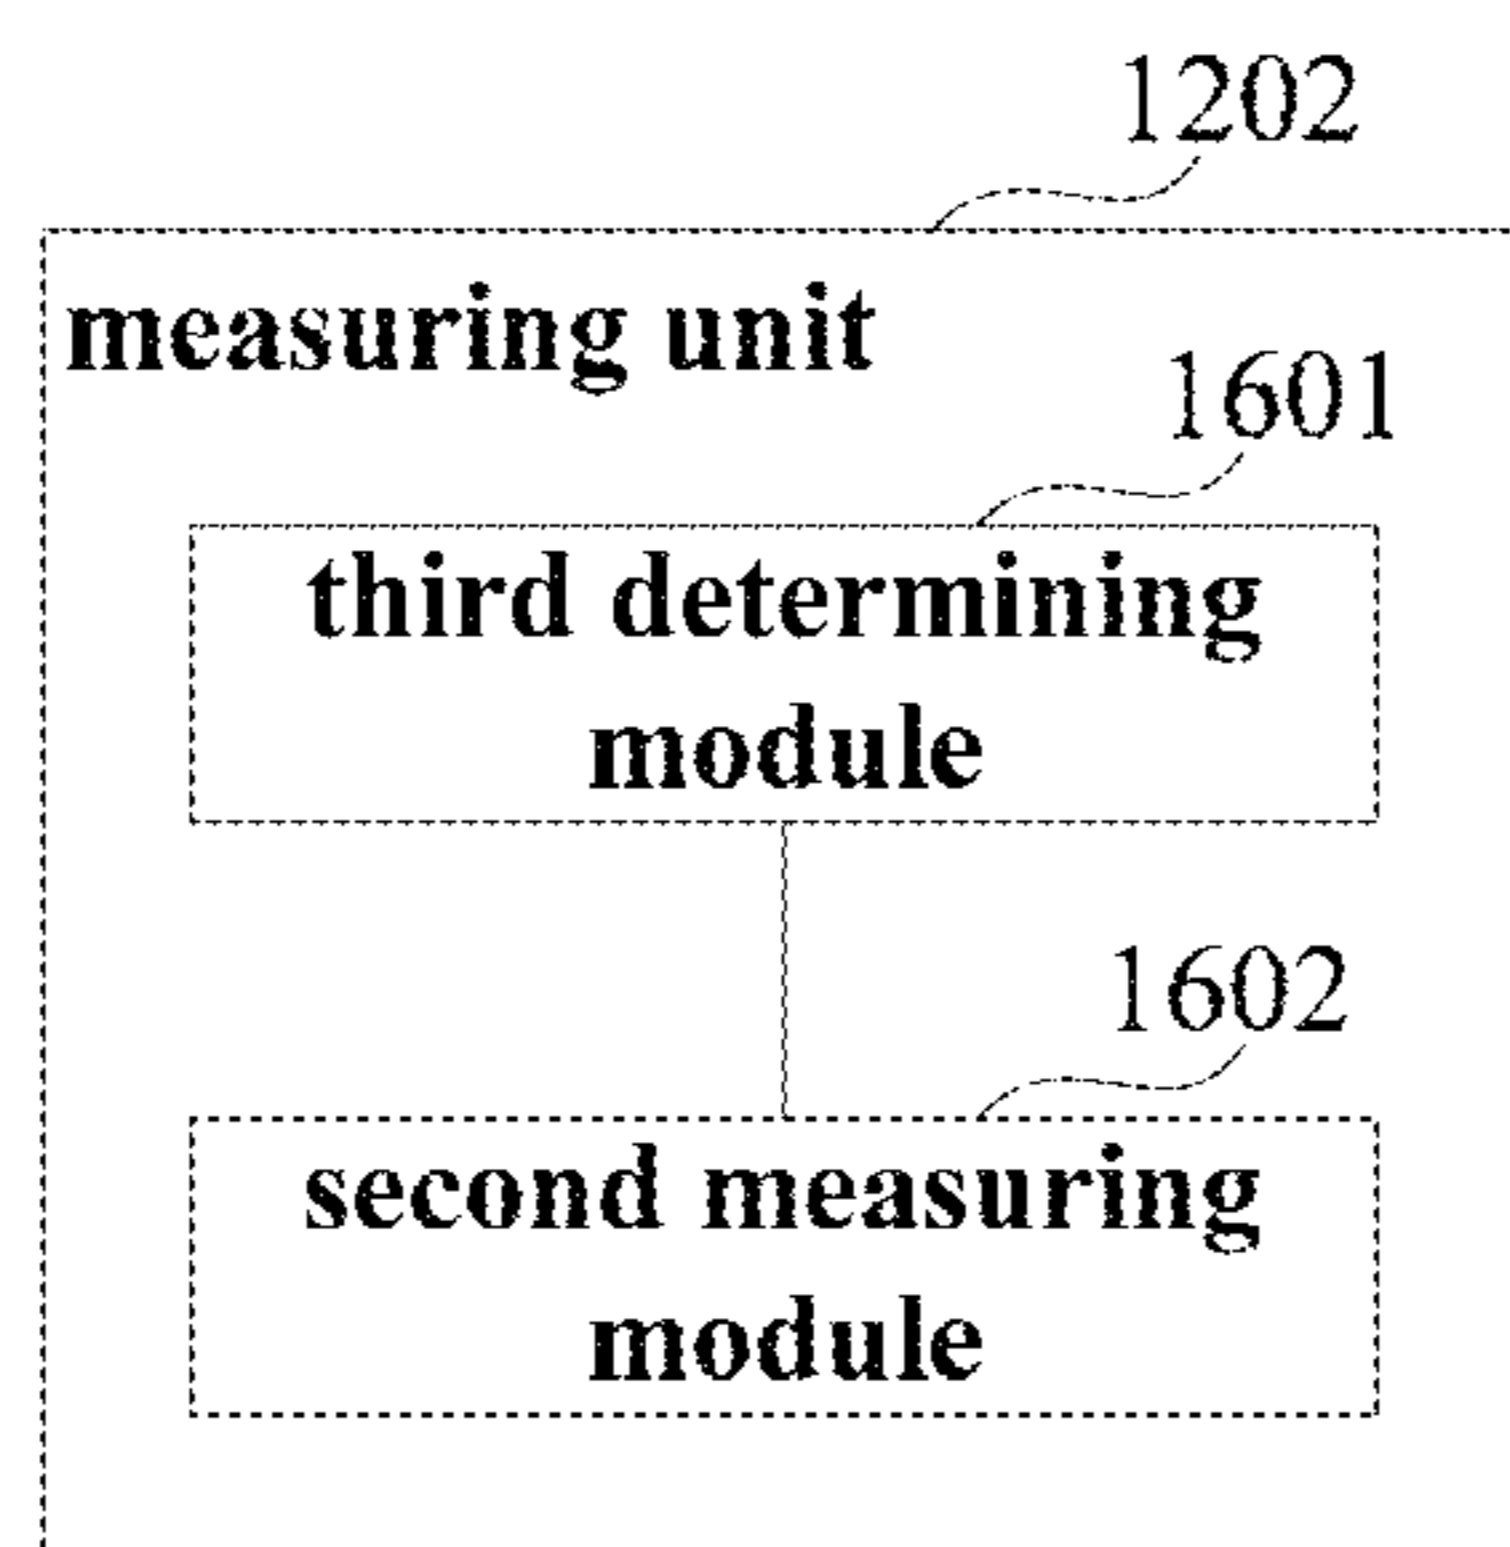 1202
measuring unit
1601
third determining
module
1602
second measuring
module